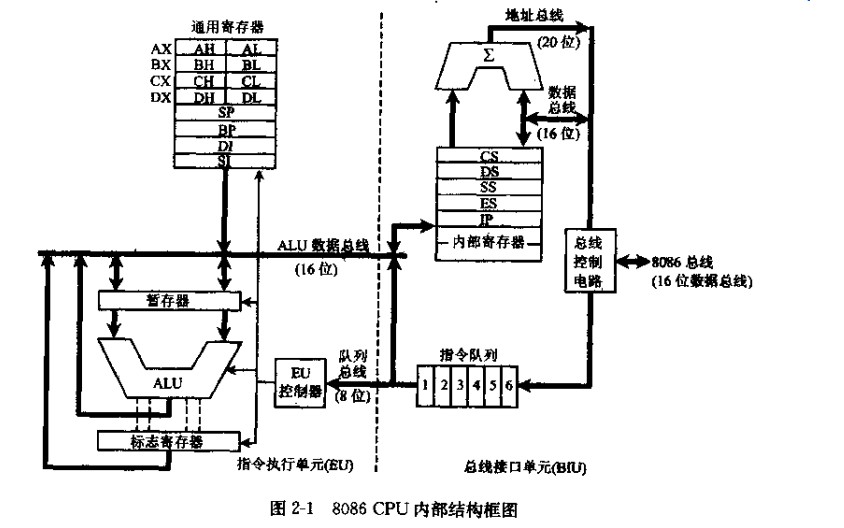 通用寄存器
AX AH AL
BX BH BL
CX CH CL
DX DH DL
SP
BP
DI
SI
地址总线
(20 位)
Σ
数据
总线
(16 位)
CS
DS
SS
ES
IP
内部寄存器
ALU 数据总线
(16 位)
总线
控制
电路
8086 总线
(16 位数据总线)
暂存器
ALU
标志寄存器
EU
控制器
队列
总线
(8 位)
指令队列
1 2 3 4 5 6
指令执行单元(EU)
总线接口单元(BIU)
图 2-1 8086 CPU 内部结构框图